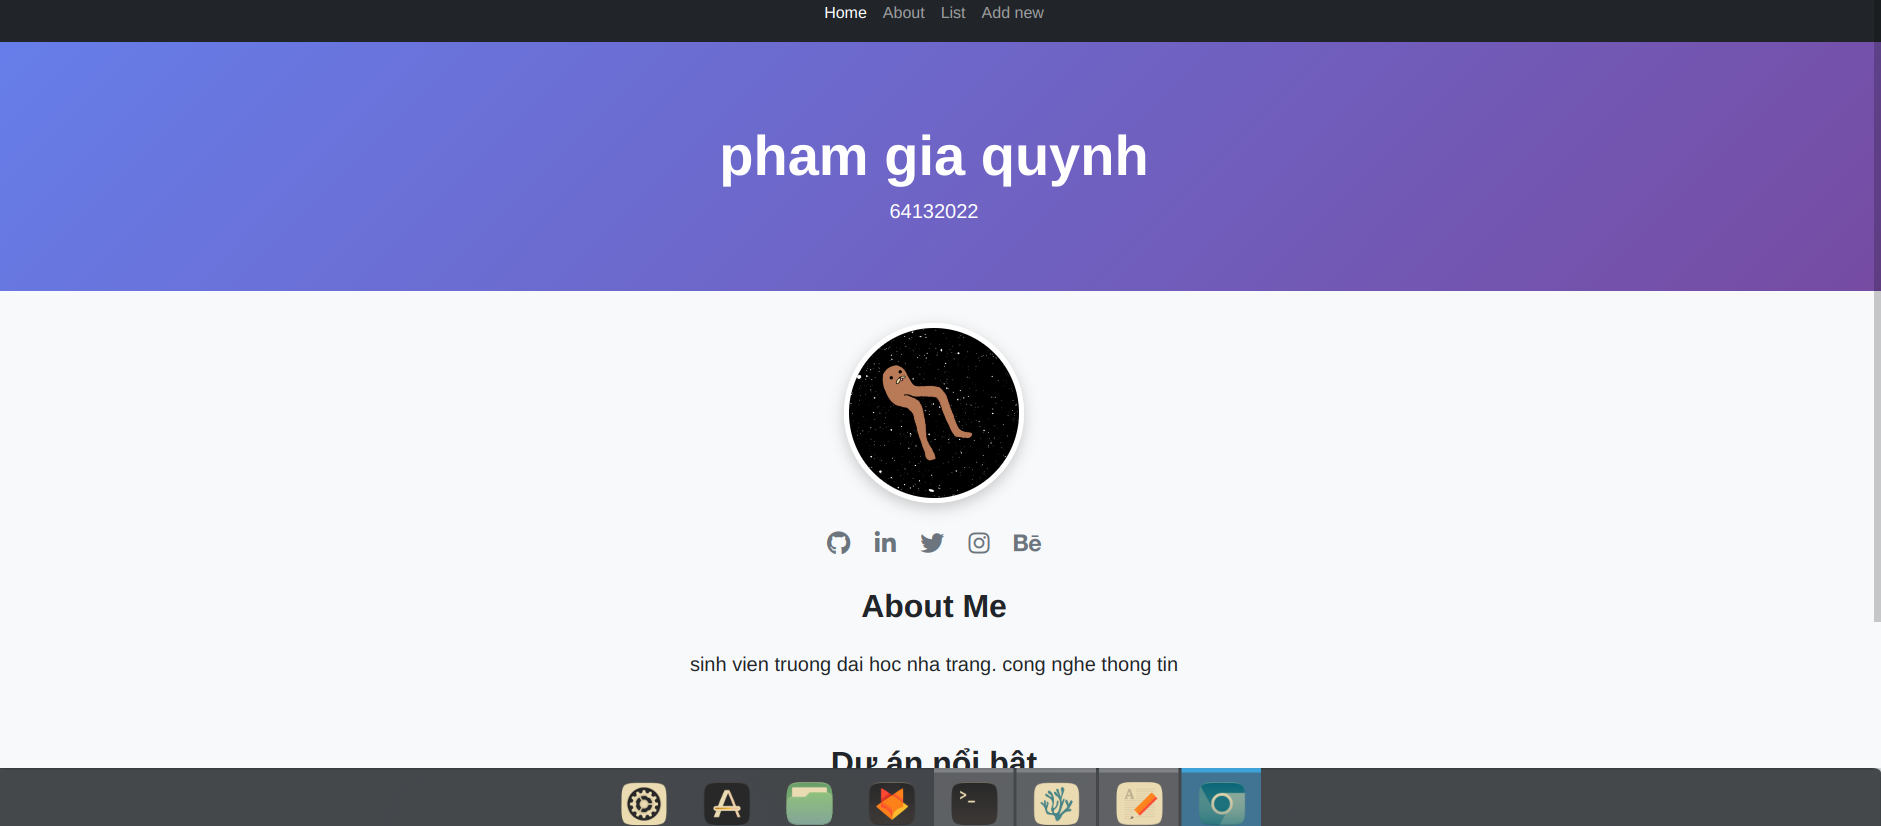 Home About List Add new
pham gia quynh
64132022
in Bē
About Me
sinh vien truong dai hoc nha trang. cong nghe thong tin
Dự án nổi bật
>_
A
A